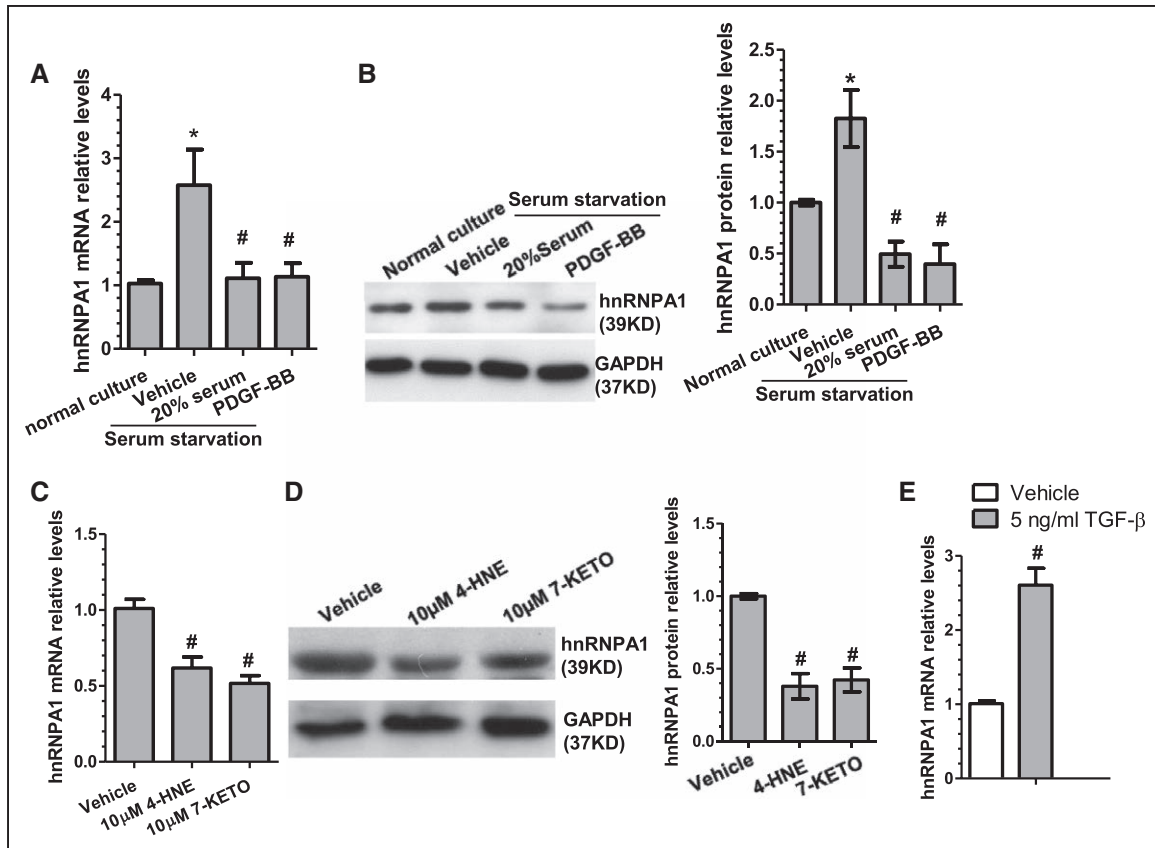 A
hnRNPA1 mRNA relative levels
4
3
2
1
0
*
#
#
normal culture
Vehicle
20% serum
PDGF-BB
Serum starvation
B
Serum starvation
Normal culture
Vehicle
20%Serum
PDGF-BB
hnRNPA1
(39KD)
GAPDH
(37KD)
hnRNPA1 protein relative levels
2.5
2.0
1.5
1.0
0.5
0.0
*
#
#
Normal culture
Vehicle
20% serum
PDGF-BB
Serum starvation
C
hnRNPA1 mRNA relative levels
1.5
1.0
0.5
0.0
#
#
Vehicle
10μM 4-HNE
10μM 7-KETO
D
Vehicle
10μM 4-HNE
10μM 7-KETO
hnRNPA1
(39KD)
GAPDH
(37KD)
hnRNPA1 protein relative levels
1.5
1.0
0.5
0.0
#
#
Vehicle
4-HNE
7-KETO
E
Vehicle
5 ng/ml TGF-β
hnRNPA1 mRNA relative levels
3
2
1
0
#